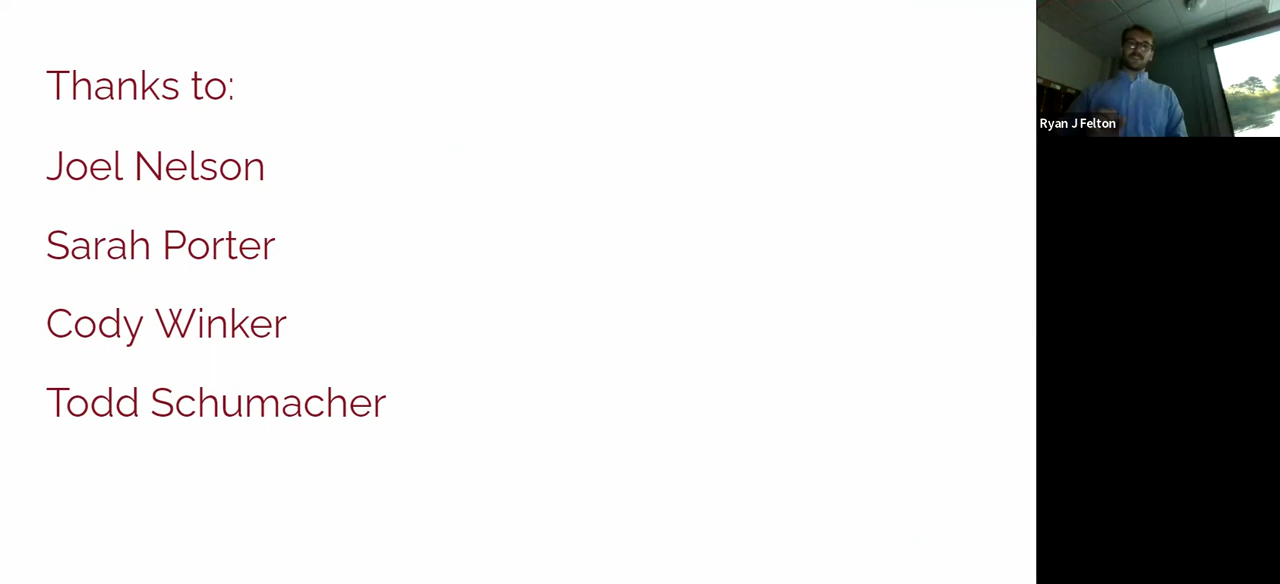 Thanks to:
Joel Nelson
Sarah Porter
Cody Winker
Todd Schumacher
Ryan J Felton